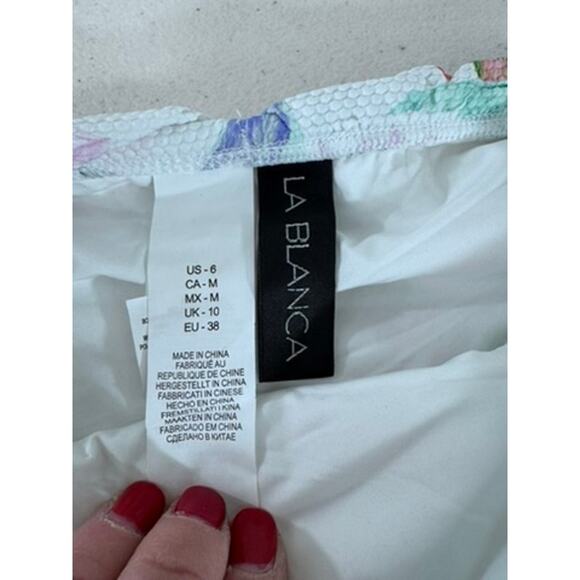 LA BLANCA
US - 6
CA - M
MX - M
UK - 10
EU - 38
MADE IN CHINA
FABRIQUÉ AU
REPUBLIQUE DE CHINE
HERGESTELLT IN CHINA
FABBRICATI IN CINESE
HECHO EN CHINA
FREMSTILLATI I KINA
MAAKTEN IN CHINA
FABRICADO EM CHINA
СДЕЛАНО В КИТАЕ